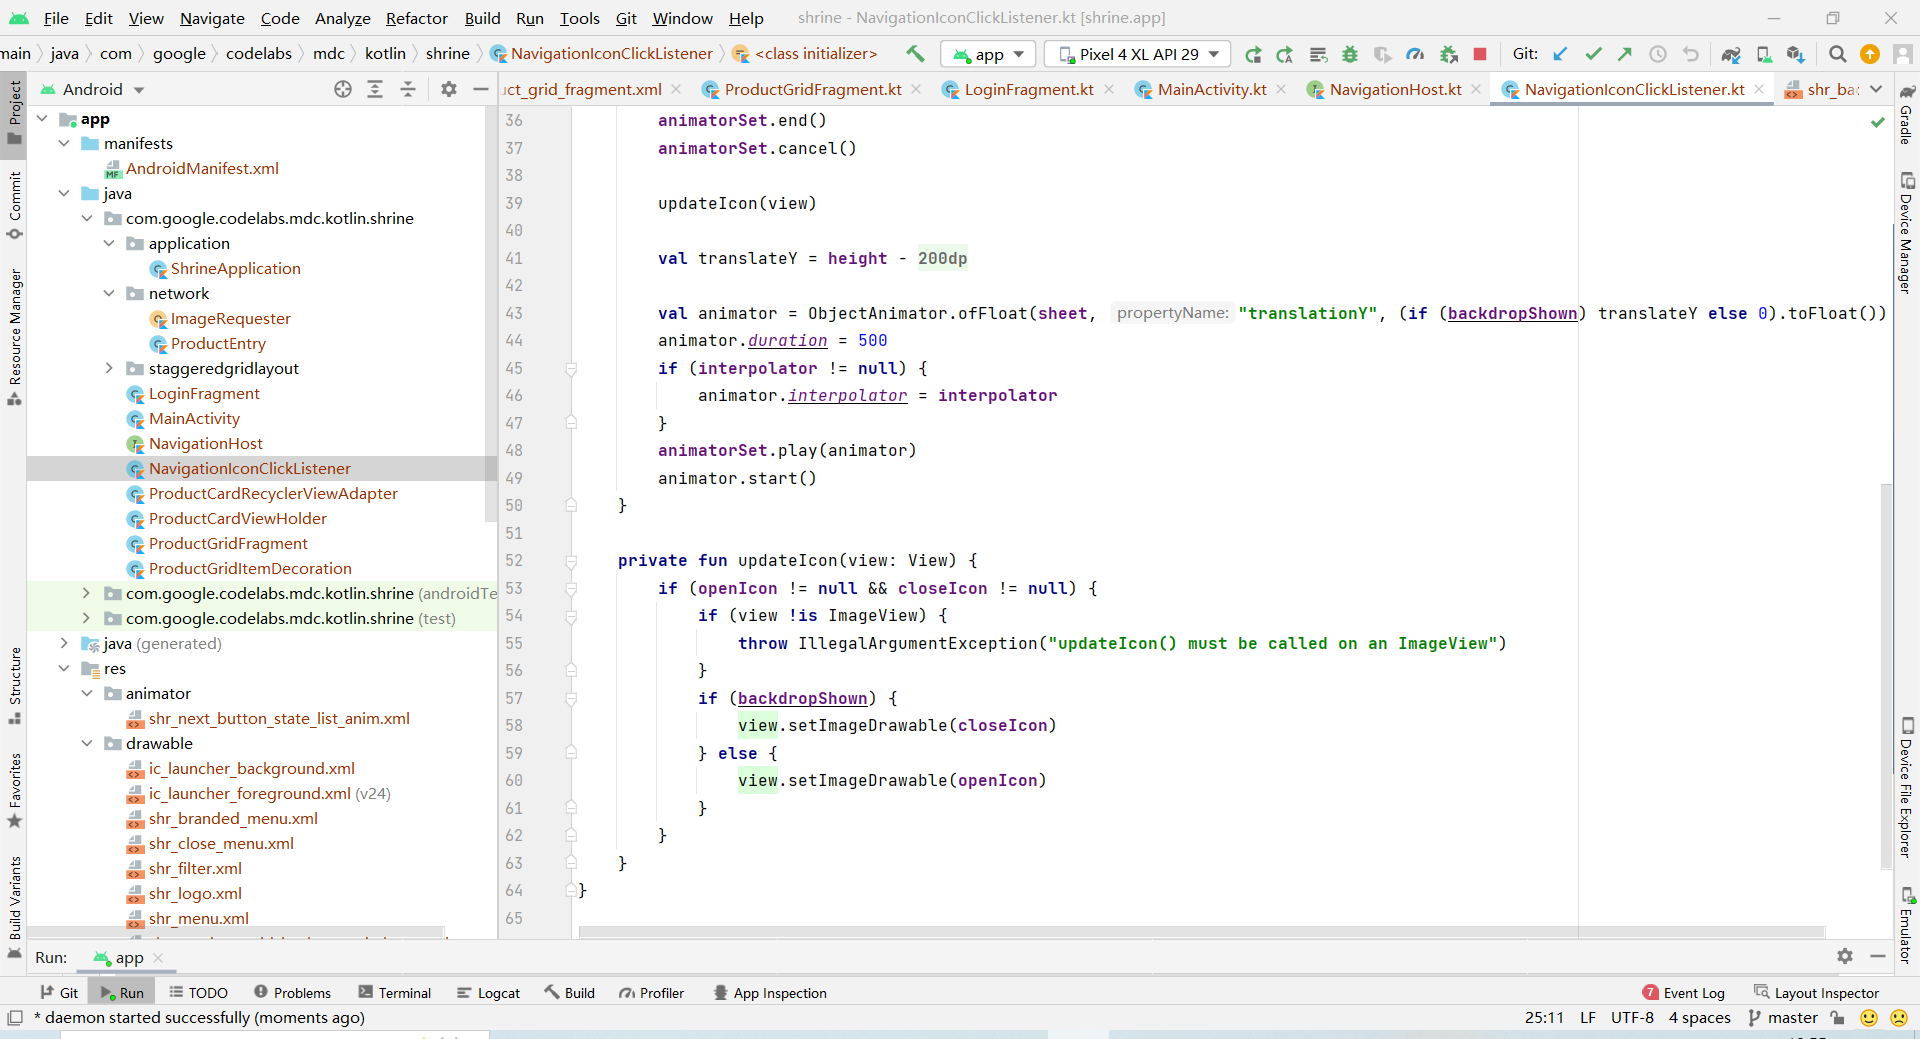 File Edit View Navigate Code Analyze Refactor Build Run Tools Git Window Help shrine - NavigationIconClickListener.kt [shrine.app]
main java com google codelabs mdc kotlin shrine NavigationIconClickListener <class initializer> app Pixel 4 XL API 29 Git:
Android
uct_grid_fragment.xml ProductGridFragment.kt LoginFragment.kt MainActivity.kt NavigationHost.kt NavigationIconClickListener.kt shr_ba
Project
Commit
Resource Manager
Structure
Favorites
Build Variants
app
manifests
AndroidManifest.xml
java
com.google.codelabs.mdc.kotlin.shrine
application
ShrineApplication
network
ImageRequester
ProductEntry
staggeredgridlayout
LoginFragment
MainActivity
NavigationHost
NavigationIconClickListener
ProductCardRecyclerViewAdapter
ProductCardViewHolder
ProductGridFragment
ProductGridItemDecoration
com.google.codelabs.mdc.kotlin.shrine (androidTe
com.google.codelabs.mdc.kotlin.shrine (test)
java (generated)
res
animator
shr_next_button_state_list_anim.xml
drawable
ic_launcher_background.xml
ic_launcher_foreground.xml (v24)
shr_branded_menu.xml
shr_close_menu.xml
shr_filter.xml
shr_logo.xml
shr_menu.xml
36 animatorSet.end()
37 animatorSet.cancel()
38
39 updateIcon(view)
40
41 val translateY = height - 200dp
42
43 val animator = ObjectAnimator.ofFloat(sheet, propertyName: "translationY", (if (backdropShown) translateY else 0).toFloat())
44 animator.duration = 500
45 if (interpolator != null) {
46 animator.interpolator = interpolator
47 }
48 animatorSet.play(animator)
49 animator.start()
50 }
51
52 private fun updateIcon(view: View) {
53 if (openIcon != null && closeIcon != null) {
54 if (view !is ImageView) {
55 throw IllegalArgumentException("updateIcon() must be called on an ImageView")
56 }
57 if (backdropShown) {
58 view.setImageDrawable(closeIcon)
59 } else {
60 view.setImageDrawable(openIcon)
61 }
62 }
63 }
64 }
65
Gradle
Device Manager
Device File Explorer
Emulator
Run: app
Git Run TODO Problems Terminal Logcat Build Profiler App Inspection 7 Event Log Layout Inspector
* daemon started successfully (moments ago) 25:11 LF UTF-8 4 spaces master